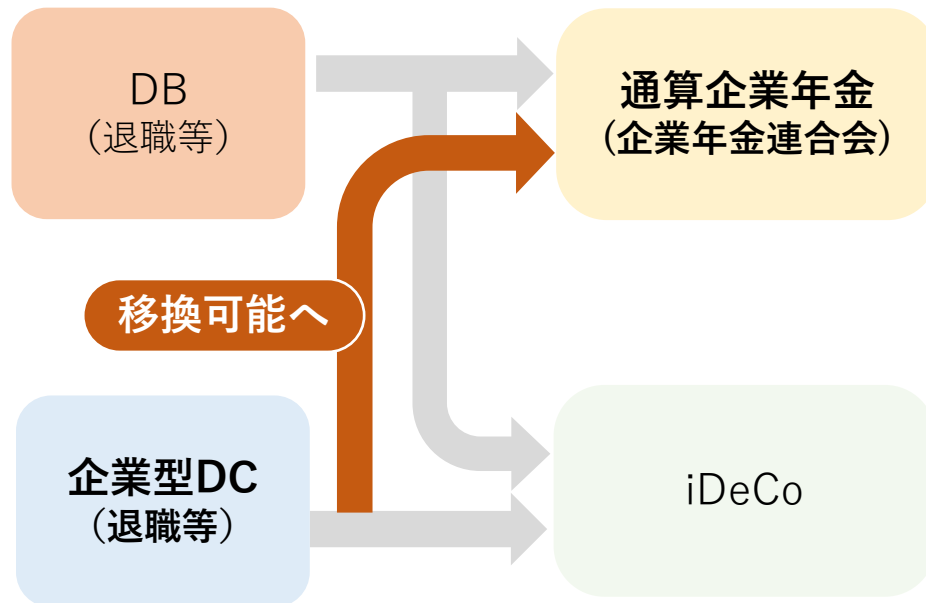 DB
（退職等）
通算企業年金
（企業年金連合会）
移換可能へ
企業型DC
（退職等）
iDeCo